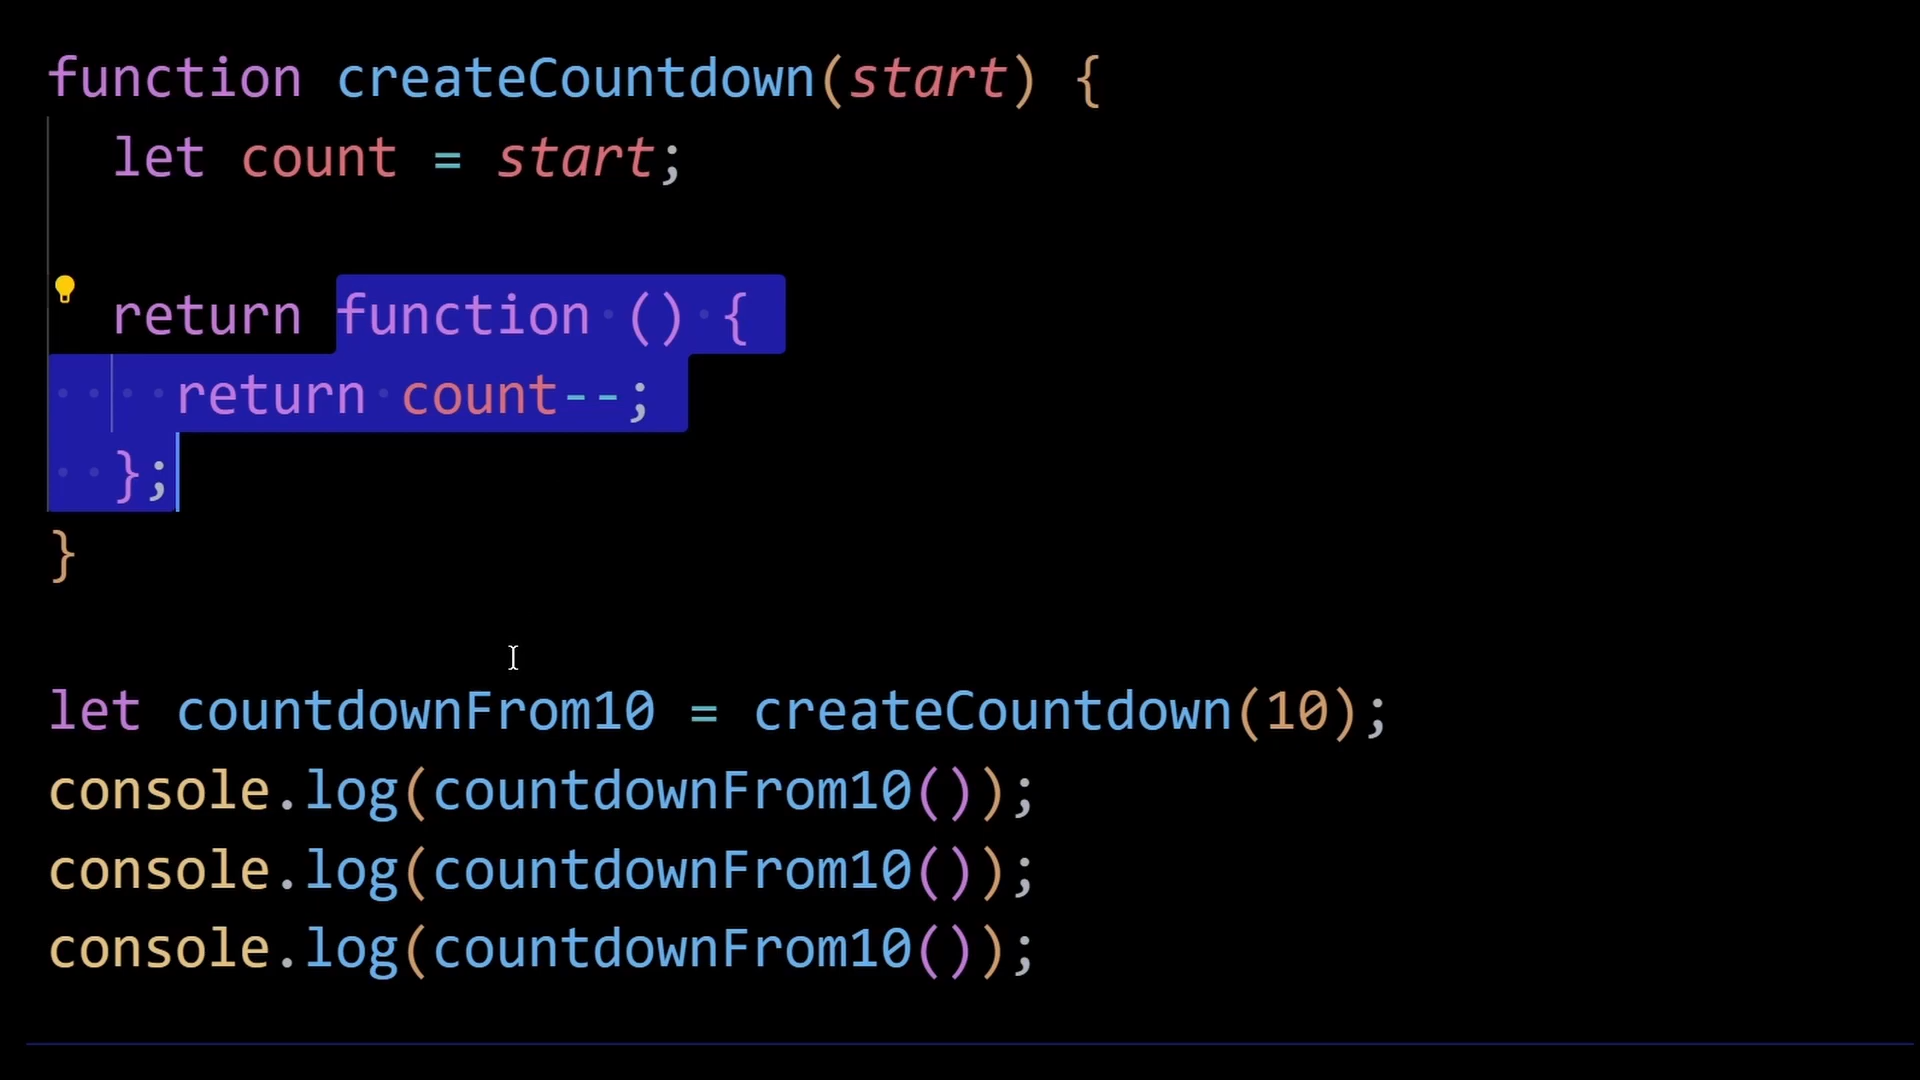 function createCountdown(start) {
  let count = start;
  return function () {
    return count--;
  };
}
let countdownFrom10 = createCountdown(10);
console.log(countdownFrom10());
console.log(countdownFrom10());
console.log(countdownFrom10());